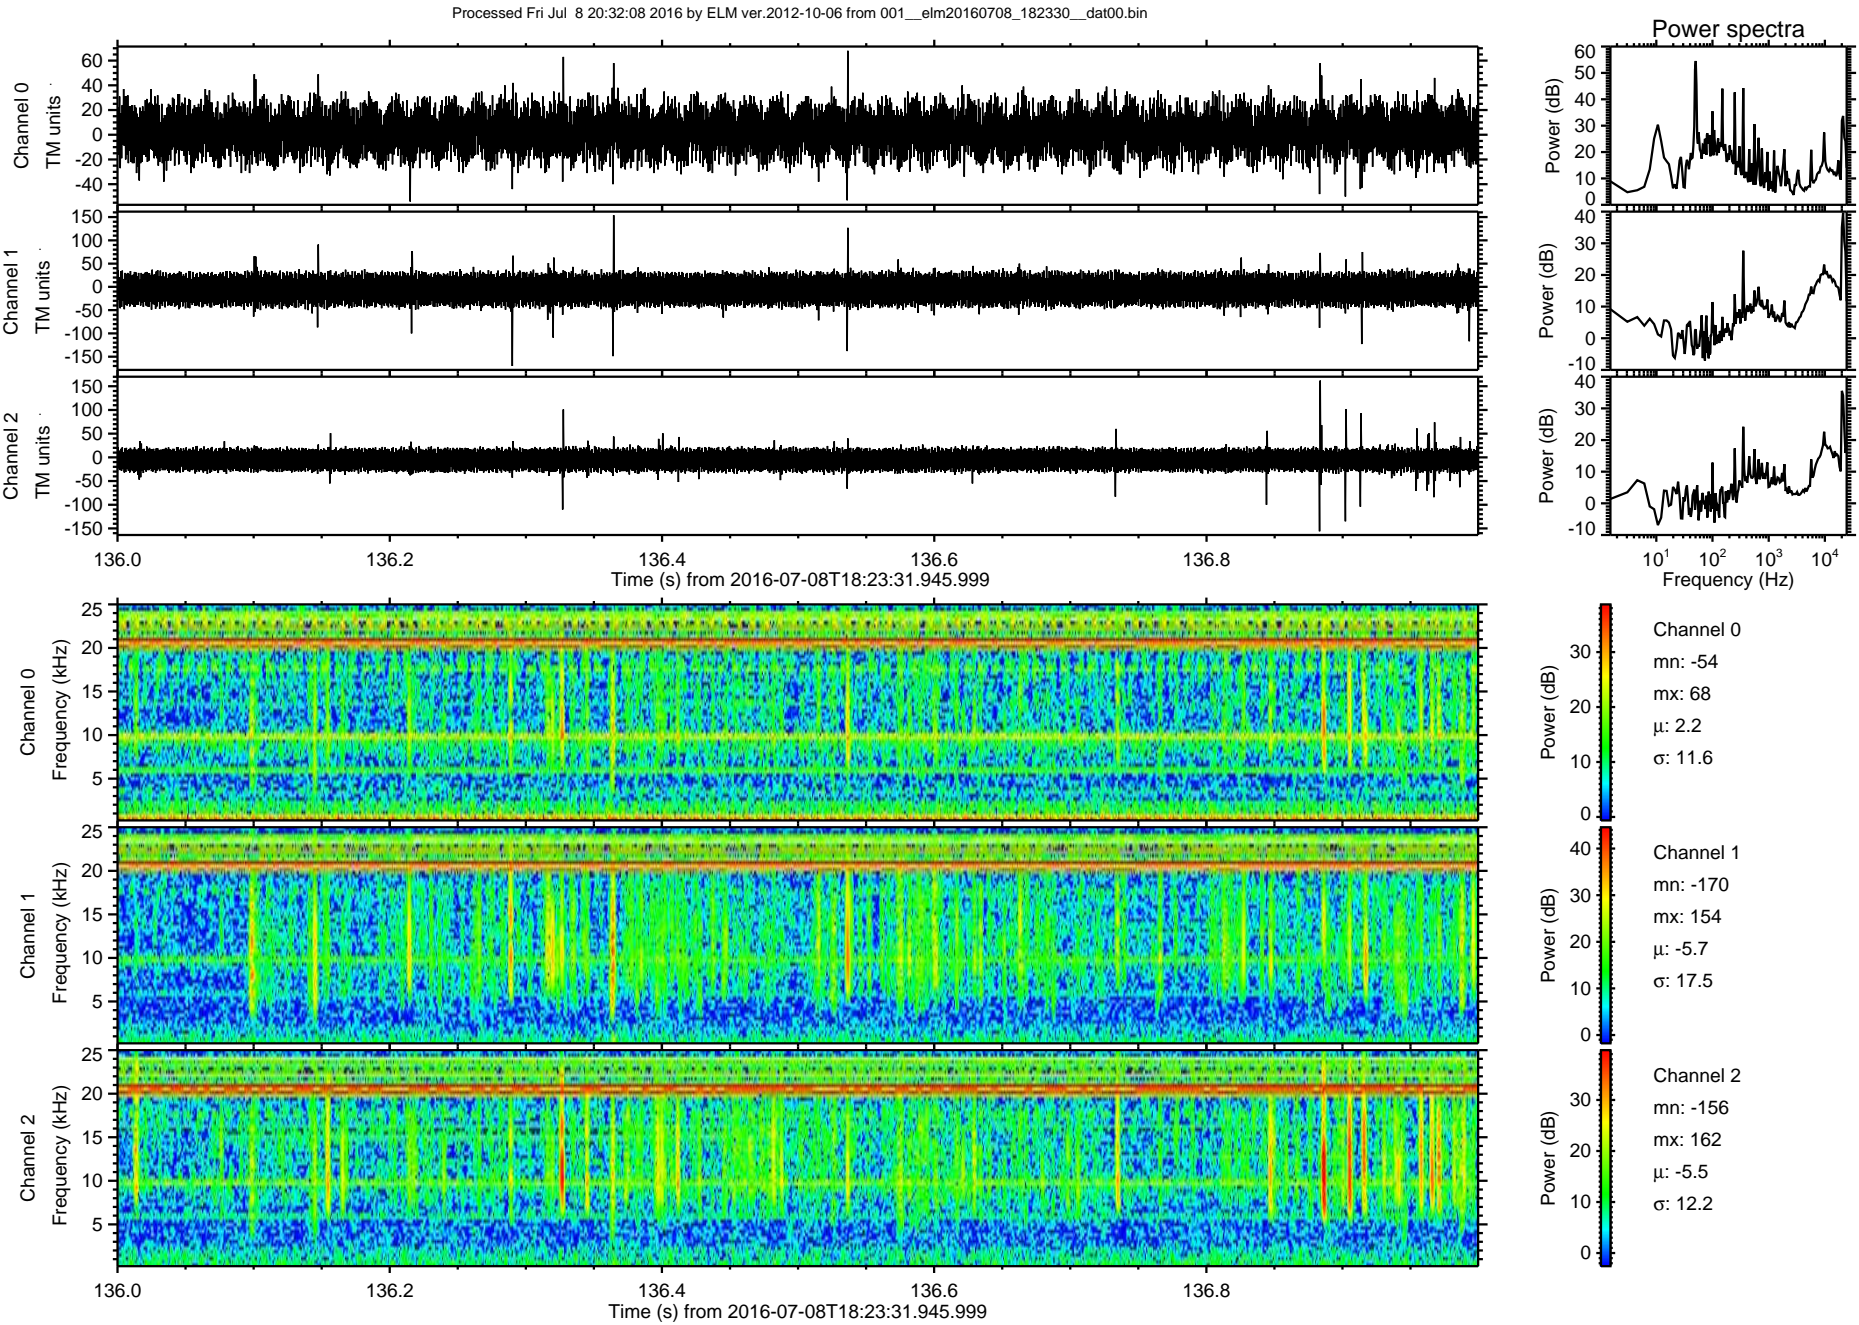 Processed Fri Jul  8 20:32:08 2016 by ELM ver.2012-10-06 from 001__elm20160708_182330__dat00.bin
Power spectra
Channel 0
TM units
60
40
20
0
-20
-40
Power (dB)
60
50
40
30
20
10
0
Channel 1
TM units
150
100
50
0
-50
-100
-150
Power (dB)
40
30
20
10
0
-10
Channel 2
TM units
150
100
50
0
-50
-100
-150
Power (dB)
40
30
20
10
0
-10
136.0 136.2 136.4 136.6 136.8
Time (s) from 2016-07-08T18:23:31.945.999
10¹ 10² 10³ 10⁴
Frequency (Hz)
Channel 0
Frequency (kHz)
25
20
15
10
5
Power (dB)
30
20
10
0
Channel 0
mn: -54
mx: 68
µ: 2.2
σ: 11.6
Channel 1
Frequency (kHz)
25
20
15
10
5
Power (dB)
40
30
20
10
0
Channel 1
mn: -170
mx: 154
µ: -5.7
σ: 17.5
Channel 2
Frequency (kHz)
25
20
15
10
5
Power (dB)
30
20
10
0
Channel 2
mn: -156
mx: 162
µ: -5.5
σ: 12.2
136.0 136.2 136.4 136.6 136.8
Time (s) from 2016-07-08T18:23:31.945.999